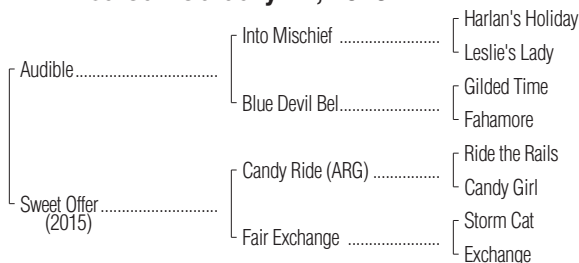 Harlan's Holiday
Into Mischief ........................
Leslie's Lady
Audible..................................
Gilded Time
Blue Devil Bel........................
Fahamore
Ride the Rails
Candy Ride (ARG) ................
Candy Girl
Sweet Offer ............................
(2015)
Storm Cat
Fair Exchange ......................
Exchange